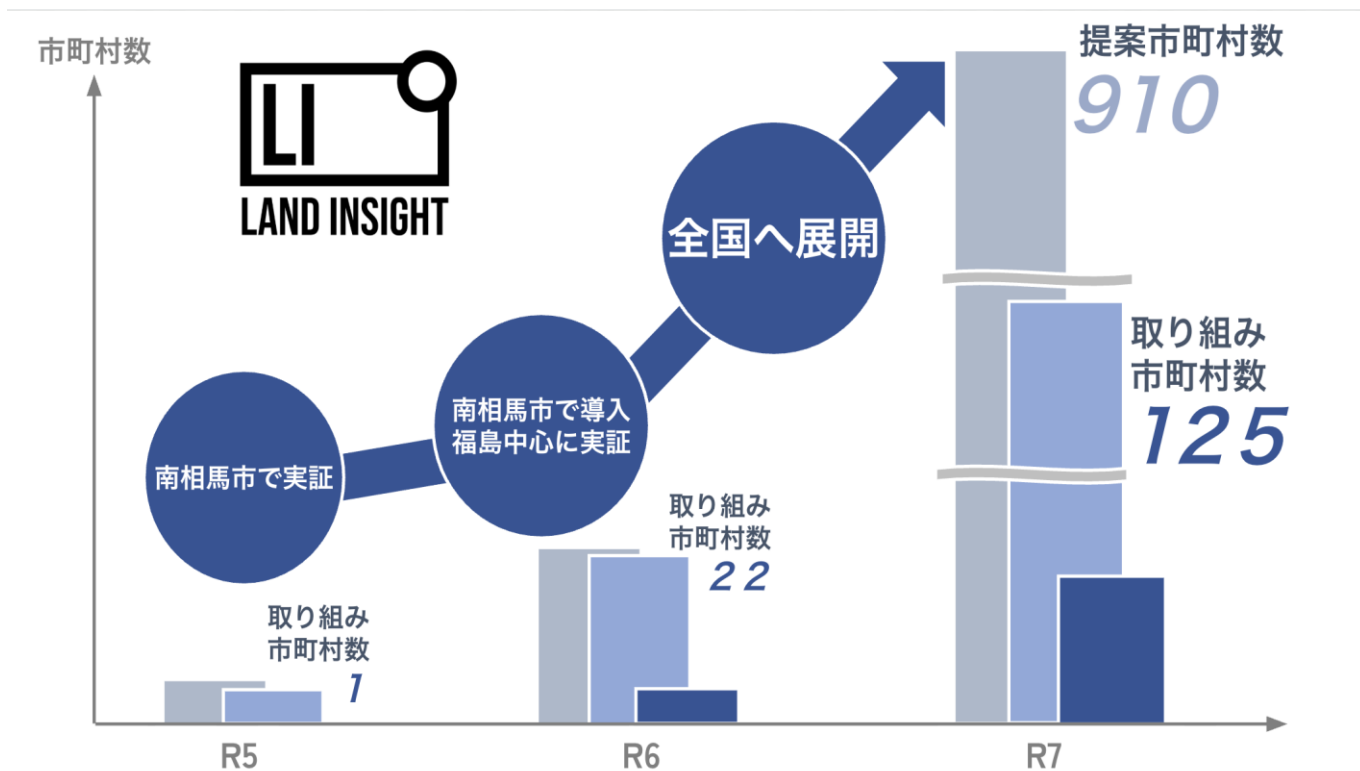 市町村数
LI
LAND INSIGHT
提案市町村数
910
全国へ展開
取り組み
市町村数
125
南相馬市で導入
福島中心に実証
南相馬市で実証
取り組み
市町村数
22
取り組み
市町村数
1
R5
R6
R7